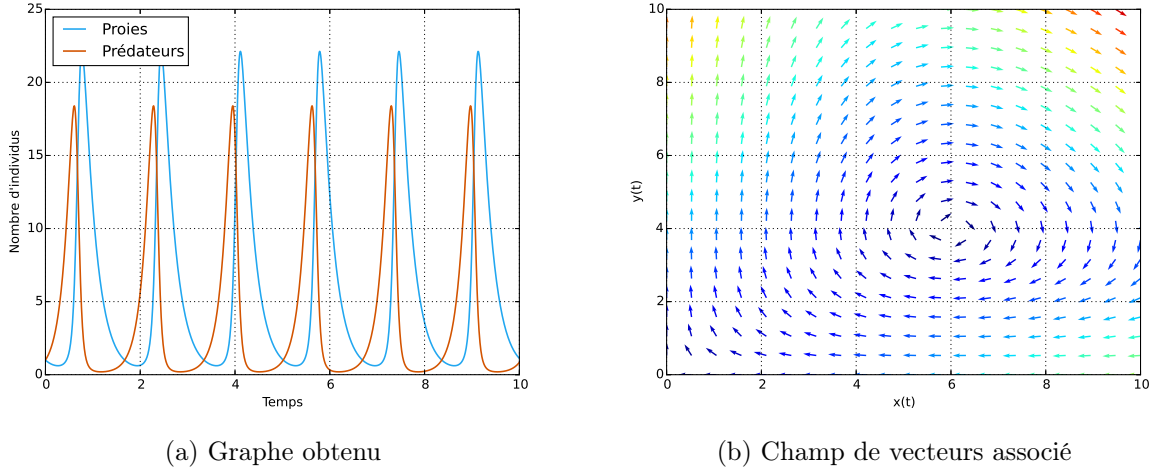 25
20
15
10
5
0
0 2 4 6 8 10
Nombre d'individus
Temps
Proies
Prédateurs
(a) Graphe obtenu
10
8
6
4
2
0
0 2 4 6 8 10
y(t)
x(t)
(b) Champ de vecteurs associé